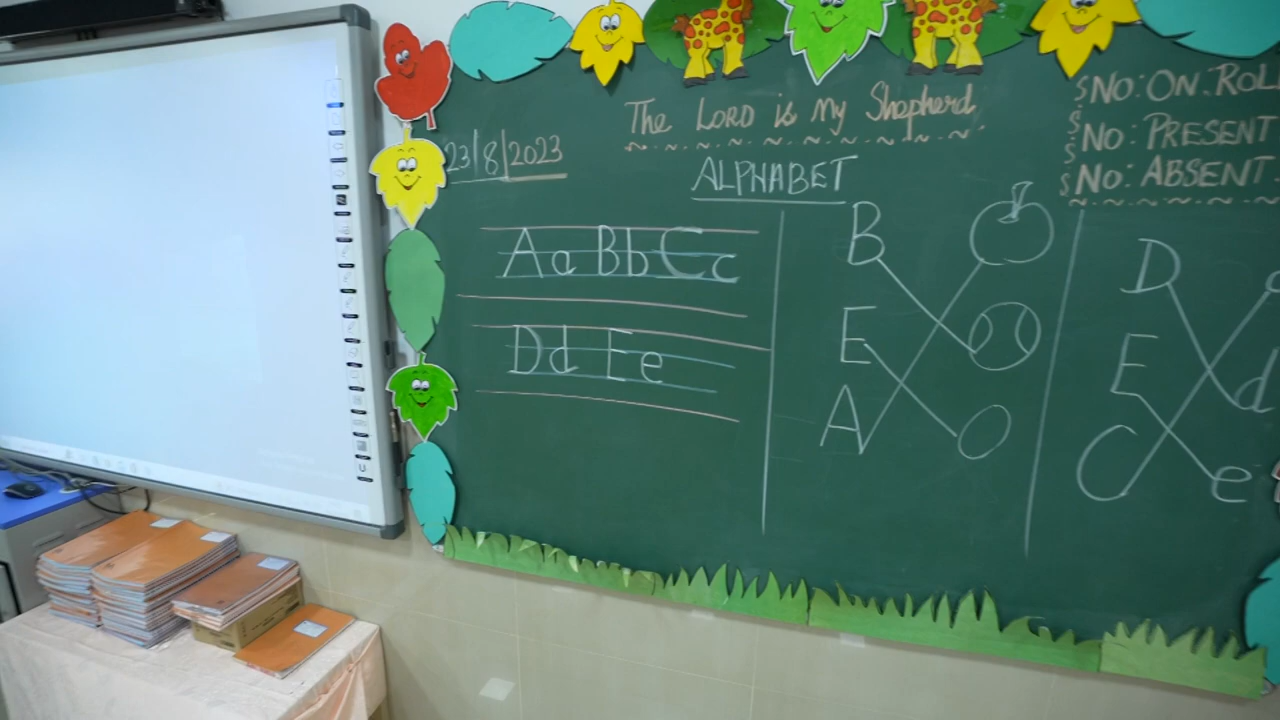 The LORD is My Shepherd
23|8|2023
ALPHABET
Aa Bb Cc
Dd Ee
B
E
A
D
E
C
d
e
NO: ON. ROLL
NO: PRESENT
NO: ABSENT